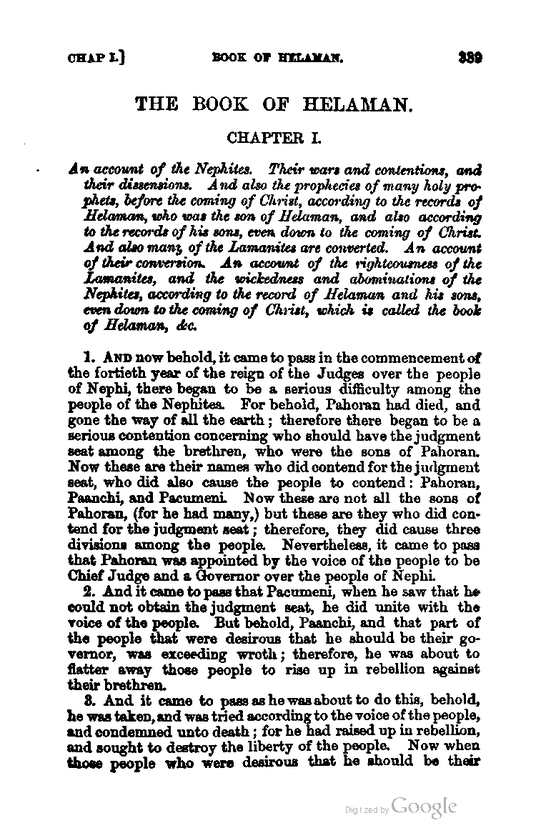 CHAP I.] BOOK OF HELAMAN. 389
THE BOOK OF HELAMAN.
CHAPTER I.
An account of the Nephites. Their wars and contentions, and
their dissensions. And also the prophecies of many holy pro-
phets, before the coming of Christ, according to the records of
Helaman, who was the son of Helaman, and also according
to the records of his sons, even down to the coming of Christ.
And also many of the Lamanites are converted. An account
of their conversion. An account of the righteousness of the
Lamanites, and the wickedness and abominations of the
Nephites, according to the record of Helaman and his sons,
even down to the coming of Christ, which is called the book
of Helaman, &c.
1. AND now behold, it came to pass in the commencement of
the fortieth year of the reign of the Judges over the people
of Nephi, there began to be a serious difficulty among the
people of the Nephites. For behold, Pahoran had died, and
gone the way of all the earth; therefore there began to be a
serious contention concerning who should have the judgment
seat among the brethren, who were the sons of Pahoran.
Now these are their names who did contend for the judgment
seat, who did also cause the people to contend: Pahoran,
Paanchi, and Pacumeni. Now these are not all the sons of
Pahoran, (for he had many,) but these are they who did con-
tend for the judgment seat; therefore, they did cause three
divisions among the people. Nevertheless, it came to pass
that Pahoran was appointed by the voice of the people to be
Chief Judge and a Governor over the people of Nephi.
2. And it came to pass that Pacumeni, when he saw that he
could not obtain the judgment seat, he did unite with the
voice of the people. But behold, Paanchi, and that part of
the people that were desirous that he should be their go-
vernor, was exceeding wroth; therefore, he was about to
flatter away those people to rise up in rebellion against
their brethren.
3. And it came to pass as he was about to do this, behold,
he was taken, and was tried according to the voice of the people,
and condemned unto death; for he had raised up in rebellion,
and sought to destroy the liberty of the people. Now when
those people who were desirous that he should be their
Digitized by Google